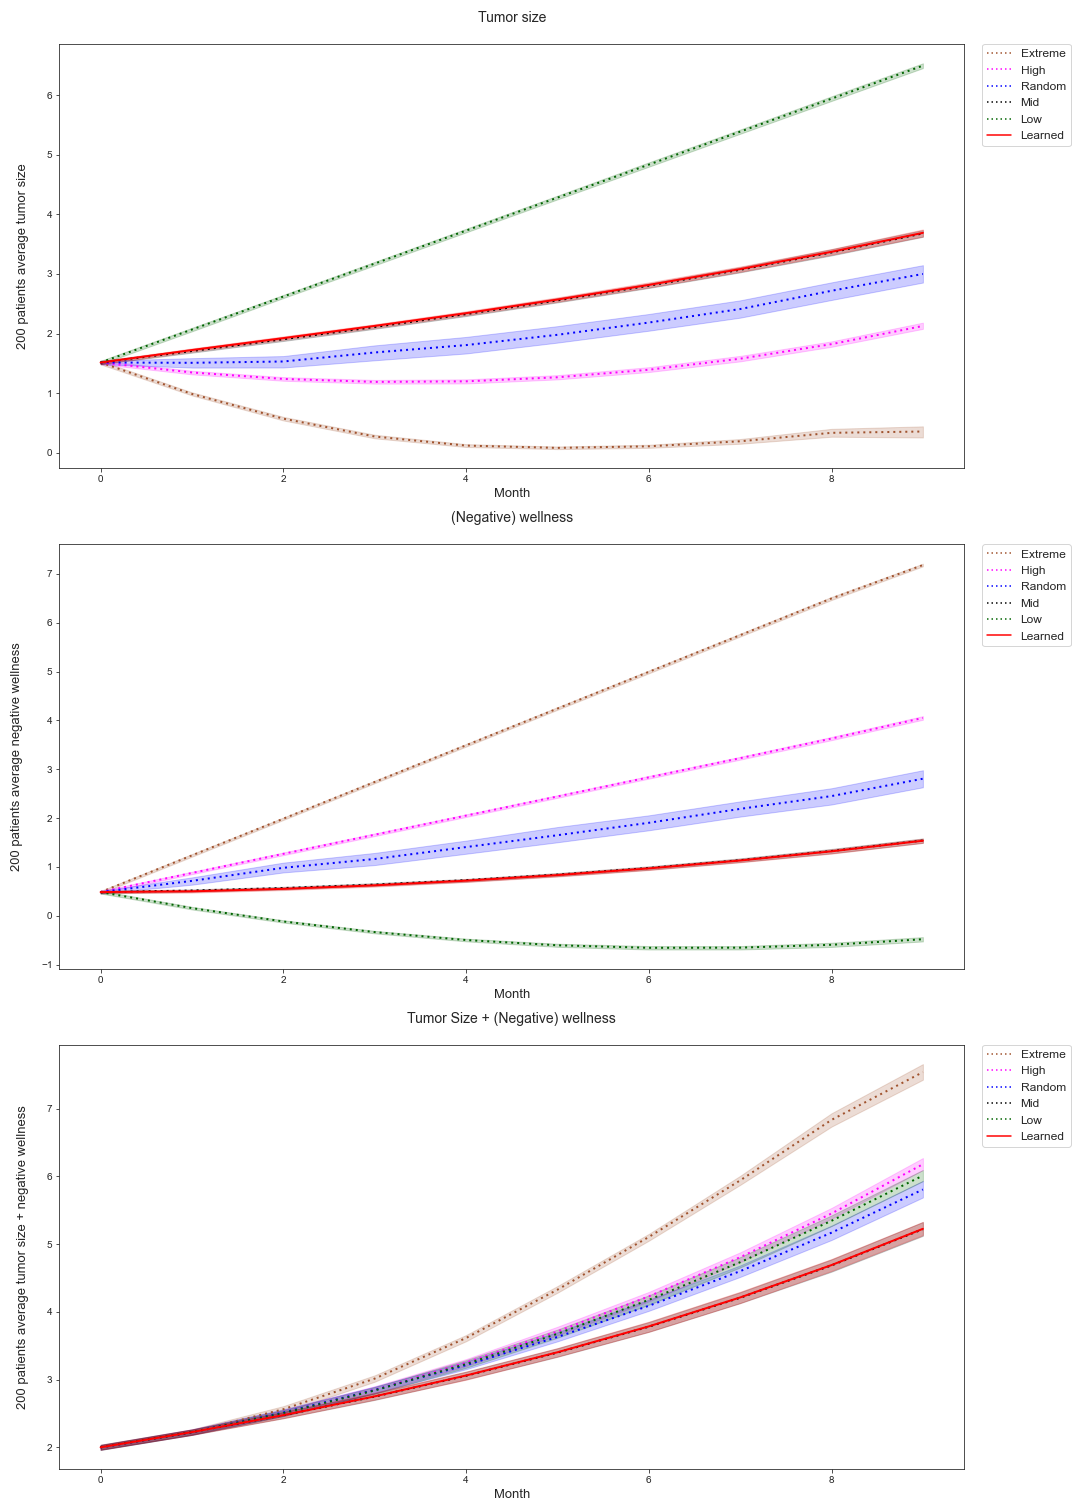 Tumor size
200 patients average tumor size
6
5
4
3
2
1
0
0 2 4 6 8
Month
Extreme
High
Random
Mid
Low
Learned
(Negative) wellness
200 patients average negative wellness
7
6
5
4
3
2
1
0
−1
0 2 4 6 8
Month
Extreme
High
Random
Mid
Low
Learned
Tumor Size + (Negative) wellness
200 patients average tumor size + negative wellness
7
6
5
4
3
2
0 2 4 6 8
Month
Extreme
High
Random
Mid
Low
Learned